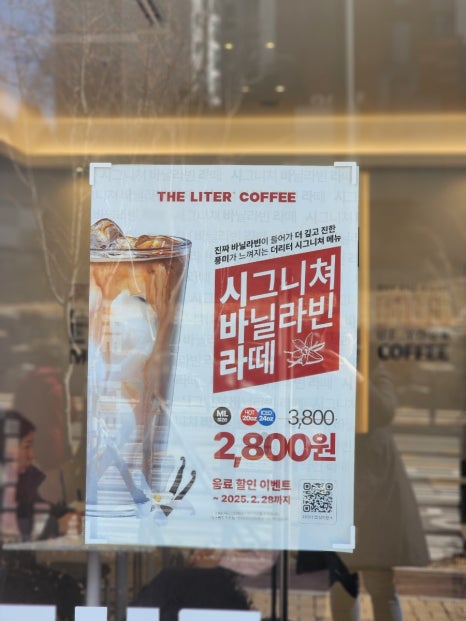 THE LITER® COFFEE
진짜 바닐라빈이 들어가 더 깊고 진한
풍미가 느껴지는 더리터 시그니쳐 메뉴
시그니쳐
바닐라빈
라떼
ML size HOT 20oz ICED 24oz 3,800
2,800원
음료 할인 이벤트
~ 2025. 2. 28까지
COFFEE